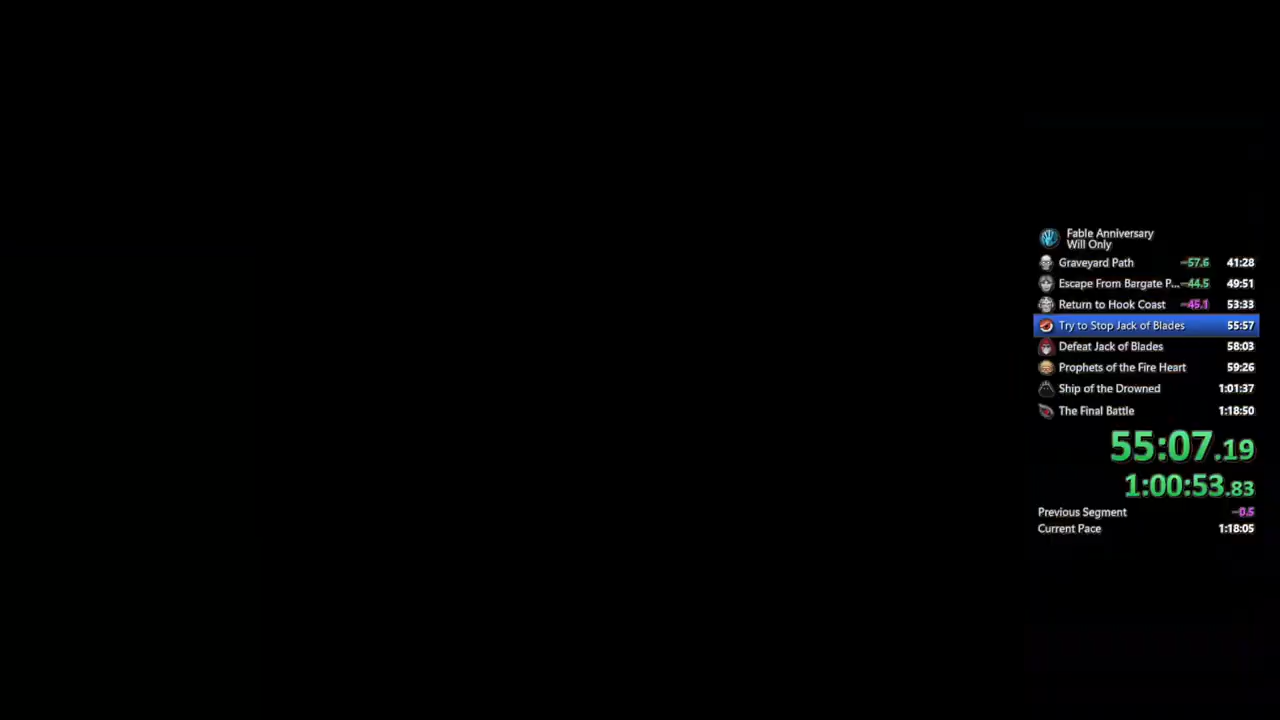 Fable Anniversary
Will Only
Graveyard Path -57.6 41:28
Escape From Bargate P... -44.5 49:51
Return to Hook Coast -45.1 53:33
Try to Stop Jack of Blades 55:57
Defeat Jack of Blades 58:03
Prophets of the Fire Heart 59:26
Ship of the Drowned 1:01:37
The Final Battle 1:18:50
55:07.19
1:00:53.83
Previous Segment -0.5
Current Pace 1:18:05